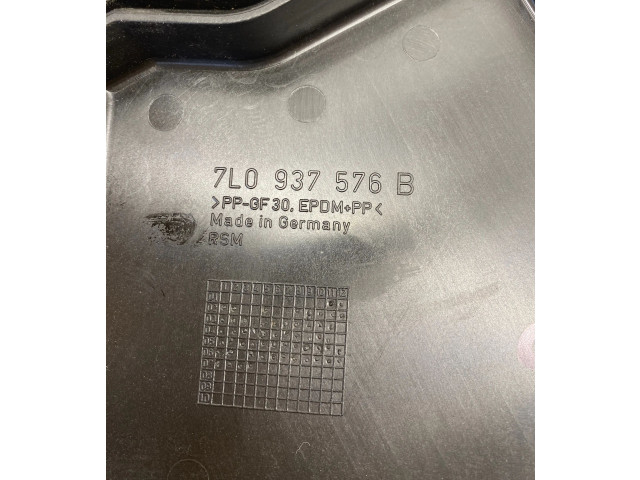 7L0 937 576 B
>PP-GF30.EPDM+PP<
Made in Germany
RSM